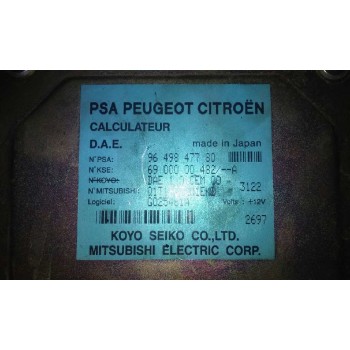 PSA PEUGEOT CITROËN
CALCULATEUR
D.A.E. made in Japan
N°PSA: 96 498 477 80
N°KSE: 69 000 00 482 /--A
N°KOYO: DAE
N°MITSUBISHI: 3122
Logiciel: Volts : +12V
2697
KOYO SEIKO CO.,LTD.
MITSUBISHI ELECTRIC CORP.